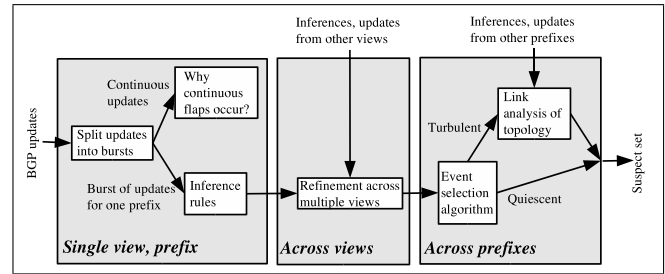 Inferences, updates
from other views
Inferences, updates
from other prefixes
BGP updates
Continuous
updates
Why
continuous
flaps occur?
Split updates
into bursts
Burst of updates
for one prefix
Inference
rules
Single view, prefix
Refinement across
multiple views
Across views
Turbulent
Link
analysis of
topology
Event
selection
algorithm
Quiescent
Across prefixes
Suspect set